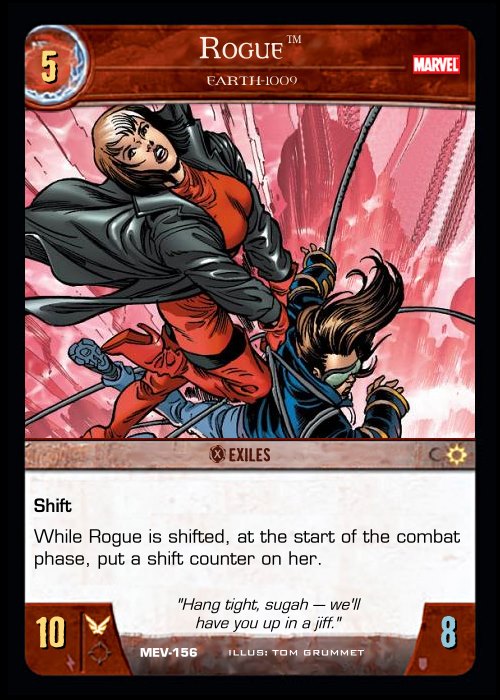 5
ROGUE™
EARTH-1009
MARVEL
X EXILES
C
Shift
While Rogue is shifted, at the start of the combat
phase, put a shift counter on her.
"Hang tight, sugah — we'll
have you up in a jiff."
10
8
MEV-156 ILLUS: TOM GRUMMET